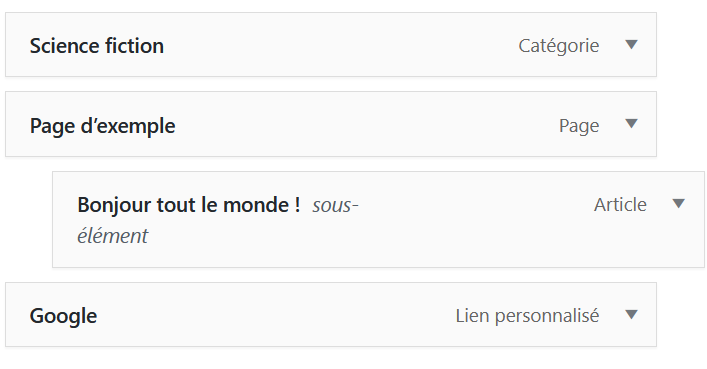 Science fiction Catégorie
Page d’exemple Page
Bonjour tout le monde ! sous- Article
élément
Google Lien personnalisé